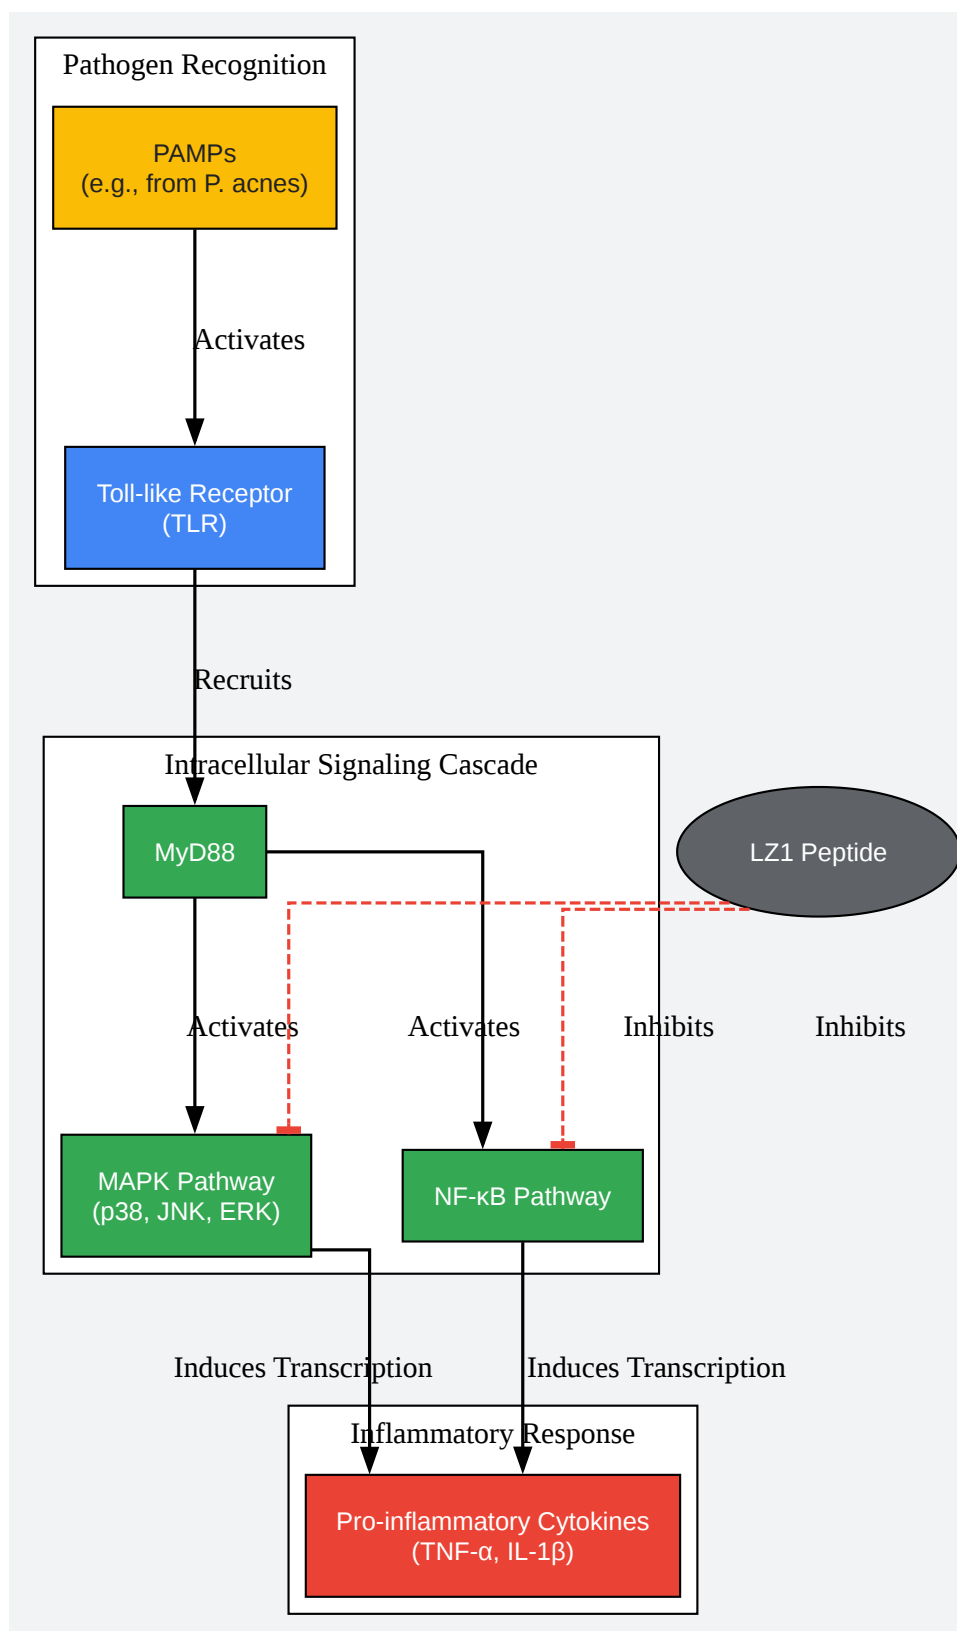 Pathogen Recognition
PAMPs
(e.g., from P. acnes)
Activates
Toll-like Receptor
(TLR)
Recruits
Intracellular Signaling Cascade
MyD88
LZ1 Peptide
Activates
Activates
Inhibits
Inhibits
MAPK Pathway
(p38, JNK, ERK)
NF-κB Pathway
Induces Transcription
Induces Transcription
Inflammatory Response
Pro-inflammatory Cytokines
(TNF-α, IL-1β)